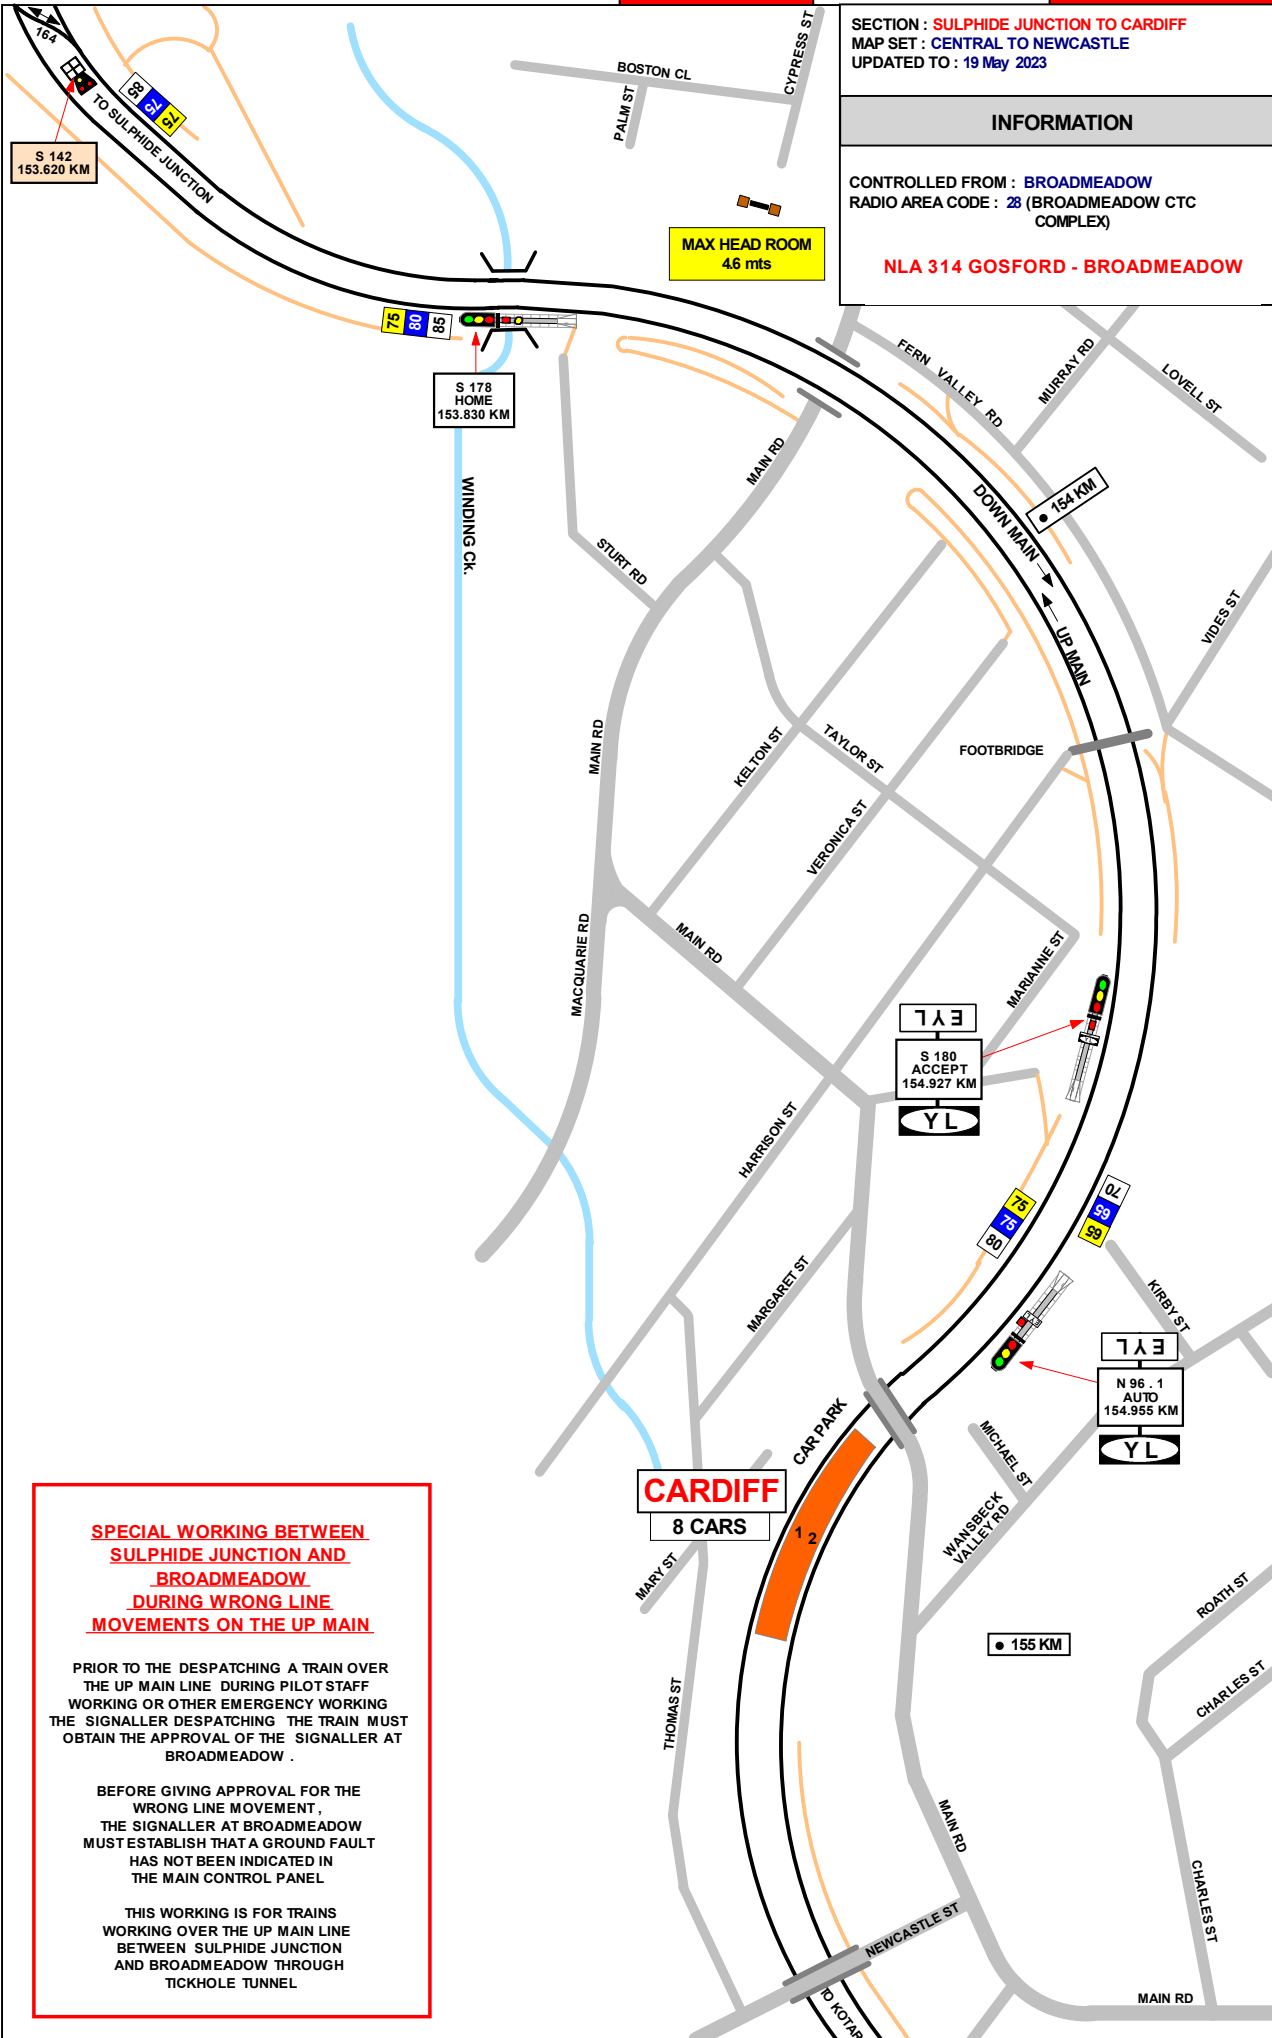 SECTION : SULPHIDE JUNCTION TO CARDIFF
MAP SET : CENTRAL TO NEWCASTLE
UPDATED TO : 19 May 2023
INFORMATION
CONTROLLED FROM : BROADMEADOW
RADIO AREA CODE : 28 (BROADMEADOW CTC
COMPLEX)
NLA 314 GOSFORD - BROADMEADOW
164
S 142
153.620 KM
85
75
75
TO SULPHIDE JUNCTION
BOSTON CL
PALM ST
CYPRESS ST
MAX HEAD ROOM
4.6 mts
75
80
85
S 178
HOME
153.830 KM
WINDING Ck.
FERN VALLEY RD
MURRAY RD
LOVELL ST
MAIN RD
STURT RD
DOWN MAIN
154 KM
UP MAIN
VIDES ST
MAIN RD
KELTON ST
TAYLOR ST
FOOTBRIDGE
VERONICA ST
MACQUARIE RD
MAIN RD
MARIANNE ST
EYL
S 180
ACCEPT
154.927 KM
YL
HARRISON ST
75
75
80
70
65
65
MARGARET ST
KIRBY ST
EYL
N 96 . 1
AUTO
154.955 KM
YL
CAR PARK
MICHAEL ST
CARDIFF
8 CARS
1 2
WANSBECK
VALLEY RD
MARY ST
ROATH ST
155 KM
CHARLES ST
THOMAS ST
MAIN RD
CHARLES ST
NEWCASTLE ST
MAIN RD
TO KOTAR
SPECIAL WORKING BETWEEN
SULPHIDE JUNCTION AND
BROADMEADOW
DURING WRONG LINE
MOVEMENTS ON THE UP MAIN
PRIOR TO THE DESPATCHING A TRAIN OVER
THE UP MAIN LINE DURING PILOT STAFF
WORKING OR OTHER EMERGENCY WORKING
THE SIGNALLER DESPATCHING THE TRAIN MUST
OBTAIN THE APPROVAL OF THE SIGNALLER AT
BROADMEADOW .
BEFORE GIVING APPROVAL FOR THE
WRONG LINE MOVEMENT ,
THE SIGNALLER AT BROADMEADOW
MUST ESTABLISH THAT A GROUND FAULT
HAS NOT BEEN INDICATED IN
THE MAIN CONTROL PANEL
THIS WORKING IS FOR TRAINS
WORKING OVER THE UP MAIN LINE
BETWEEN SULPHIDE JUNCTION
AND BROADMEADOW THROUGH
TICKHOLE TUNNEL